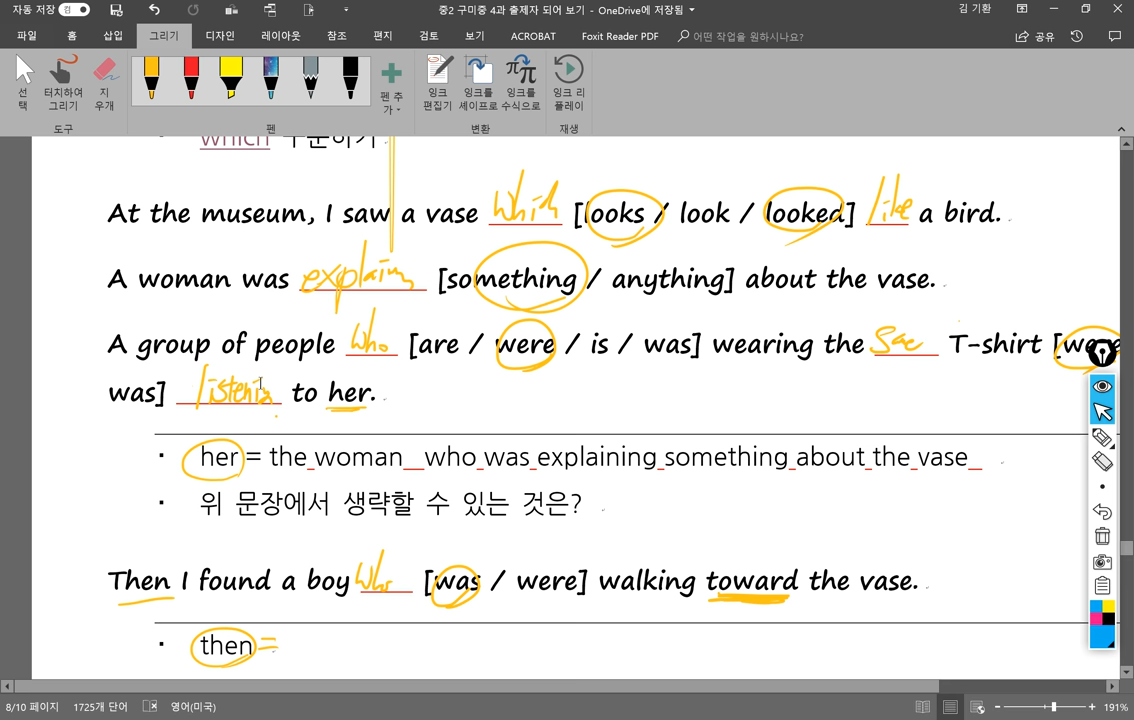 자동 저장 컴 중2 구미중 4과 출제자 되어 보기 - OneDrive에 저장됨 김 기환
파일 홈 삽입 그리기 디자인 레이아웃 참조 편지 검토 보기 ACROBAT Foxit Reader PDF 어떤 작업을 원하시나요? 공유
선택 터치하여 그리기 지우개 펜 추가 잉크 편집기 잉크를 셰이프로 잉크를 수식으로 잉크 리플레이
도구 펜 변환 재생
which 구분하기
At the museum, I saw a vase which [looks / look / looked] like a bird.
A woman was explaining [something / anything] about the vase.
A group of people who [are / were / is / was] wearing the T-shirt [were
was] listening to her.
her = the woman who was explaining something about the vase
위 문장에서 생략할 수 있는 것은?
Then I found a boy who [was / were] walking toward the vase.
then =
8/10 페이지 1725개 단어 영어(미국) 191%